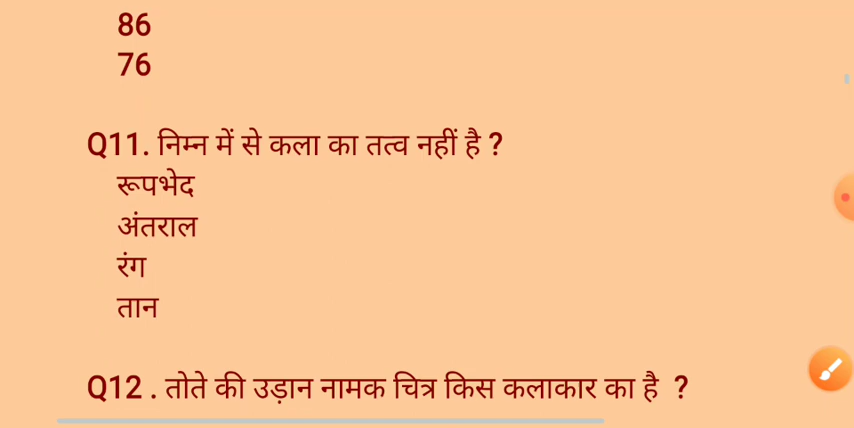 86
76
Q11. निम्न में से कला का तत्व नहीं है ?
रूपभेद
अंतराल
रंग
तान
Q12 . तोते की उड़ान नामक चित्र किस कलाकार का है ?